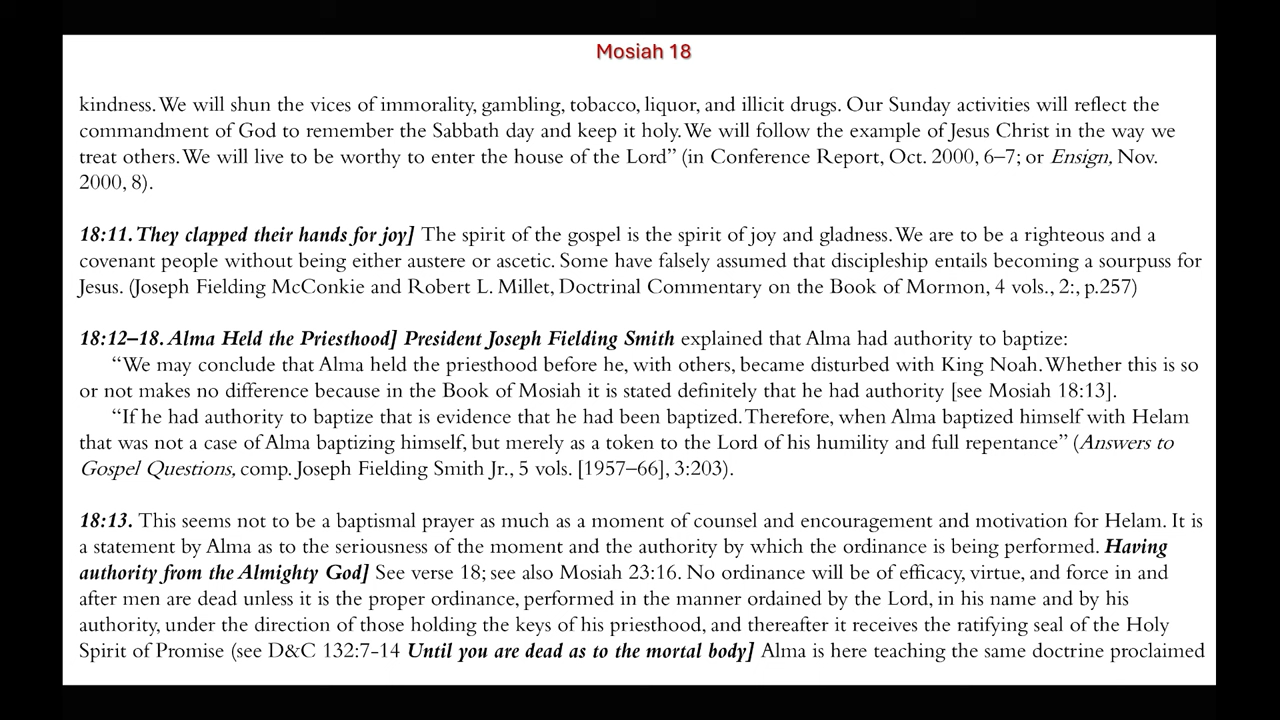 Mosiah 18
kindness. We will shun the vices of immorality, gambling, tobacco, liquor, and illicit drugs. Our Sunday activities will reflect the
commandment of God to remember the Sabbath day and keep it holy. We will follow the example of Jesus Christ in the way we
treat others. We will live to be worthy to enter the house of the Lord” (in Conference Report, Oct. 2000, 6–7; or Ensign, Nov.
2000, 8).
18:11. They clapped their hands for joy] The spirit of the gospel is the spirit of joy and gladness. We are to be a righteous and a
covenant people without being either austere or ascetic. Some have falsely assumed that discipleship entails becoming a sourpuss for
Jesus. (Joseph Fielding McConkie and Robert L. Millet, Doctrinal Commentary on the Book of Mormon, 4 vols., 2:, p.257)
18:12–18. Alma Held the Priesthood] President Joseph Fielding Smith explained that Alma had authority to baptize:
“We may conclude that Alma held the priesthood before he, with others, became disturbed with King Noah. Whether this is so
or not makes no difference because in the Book of Mosiah it is stated definitely that he had authority [see Mosiah 18:13].
“If he had authority to baptize that is evidence that he had been baptized. Therefore, when Alma baptized himself with Helam
that was not a case of Alma baptizing himself, but merely as a token to the Lord of his humility and full repentance” (Answers to
Gospel Questions, comp. Joseph Fielding Smith Jr., 5 vols. [1957–66], 3:203).
18:13. This seems not to be a baptismal prayer as much as a moment of counsel and encouragement and motivation for Helam. It is
a statement by Alma as to the seriousness of the moment and the authority by which the ordinance is being performed. Having
authority from the Almighty God] See verse 18; see also Mosiah 23:16. No ordinance will be of efficacy, virtue, and force in and
after men are dead unless it is the proper ordinance, performed in the manner ordained by the Lord, in his name and by his
authority, under the direction of those holding the keys of his priesthood, and thereafter it receives the ratifying seal of the Holy
Spirit of Promise (see D&C 132:7-14 Until you are dead as to the mortal body] Alma is here teaching the same doctrine proclaimed